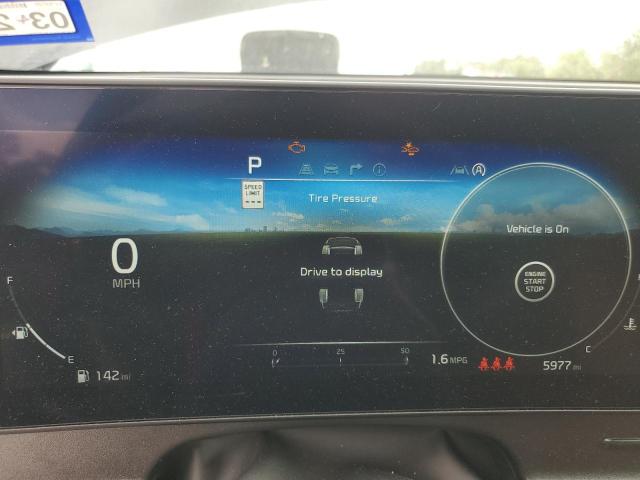 03 2
P
SPEED
LIMIT
---
Tire Pressure
0
MPH
Drive to display
Vehicle is On
ENGINE
START
STOP
A
i
F
E
142 mi
0 25 50
1.6 MPG
5977 mi
C